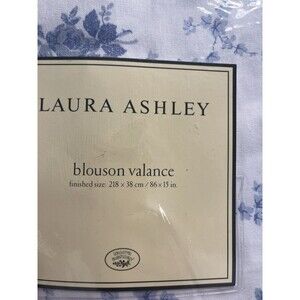 LAURA ASHLEY
blouson valance
finished size: 218 × 38 cm / 86 × 15 in.